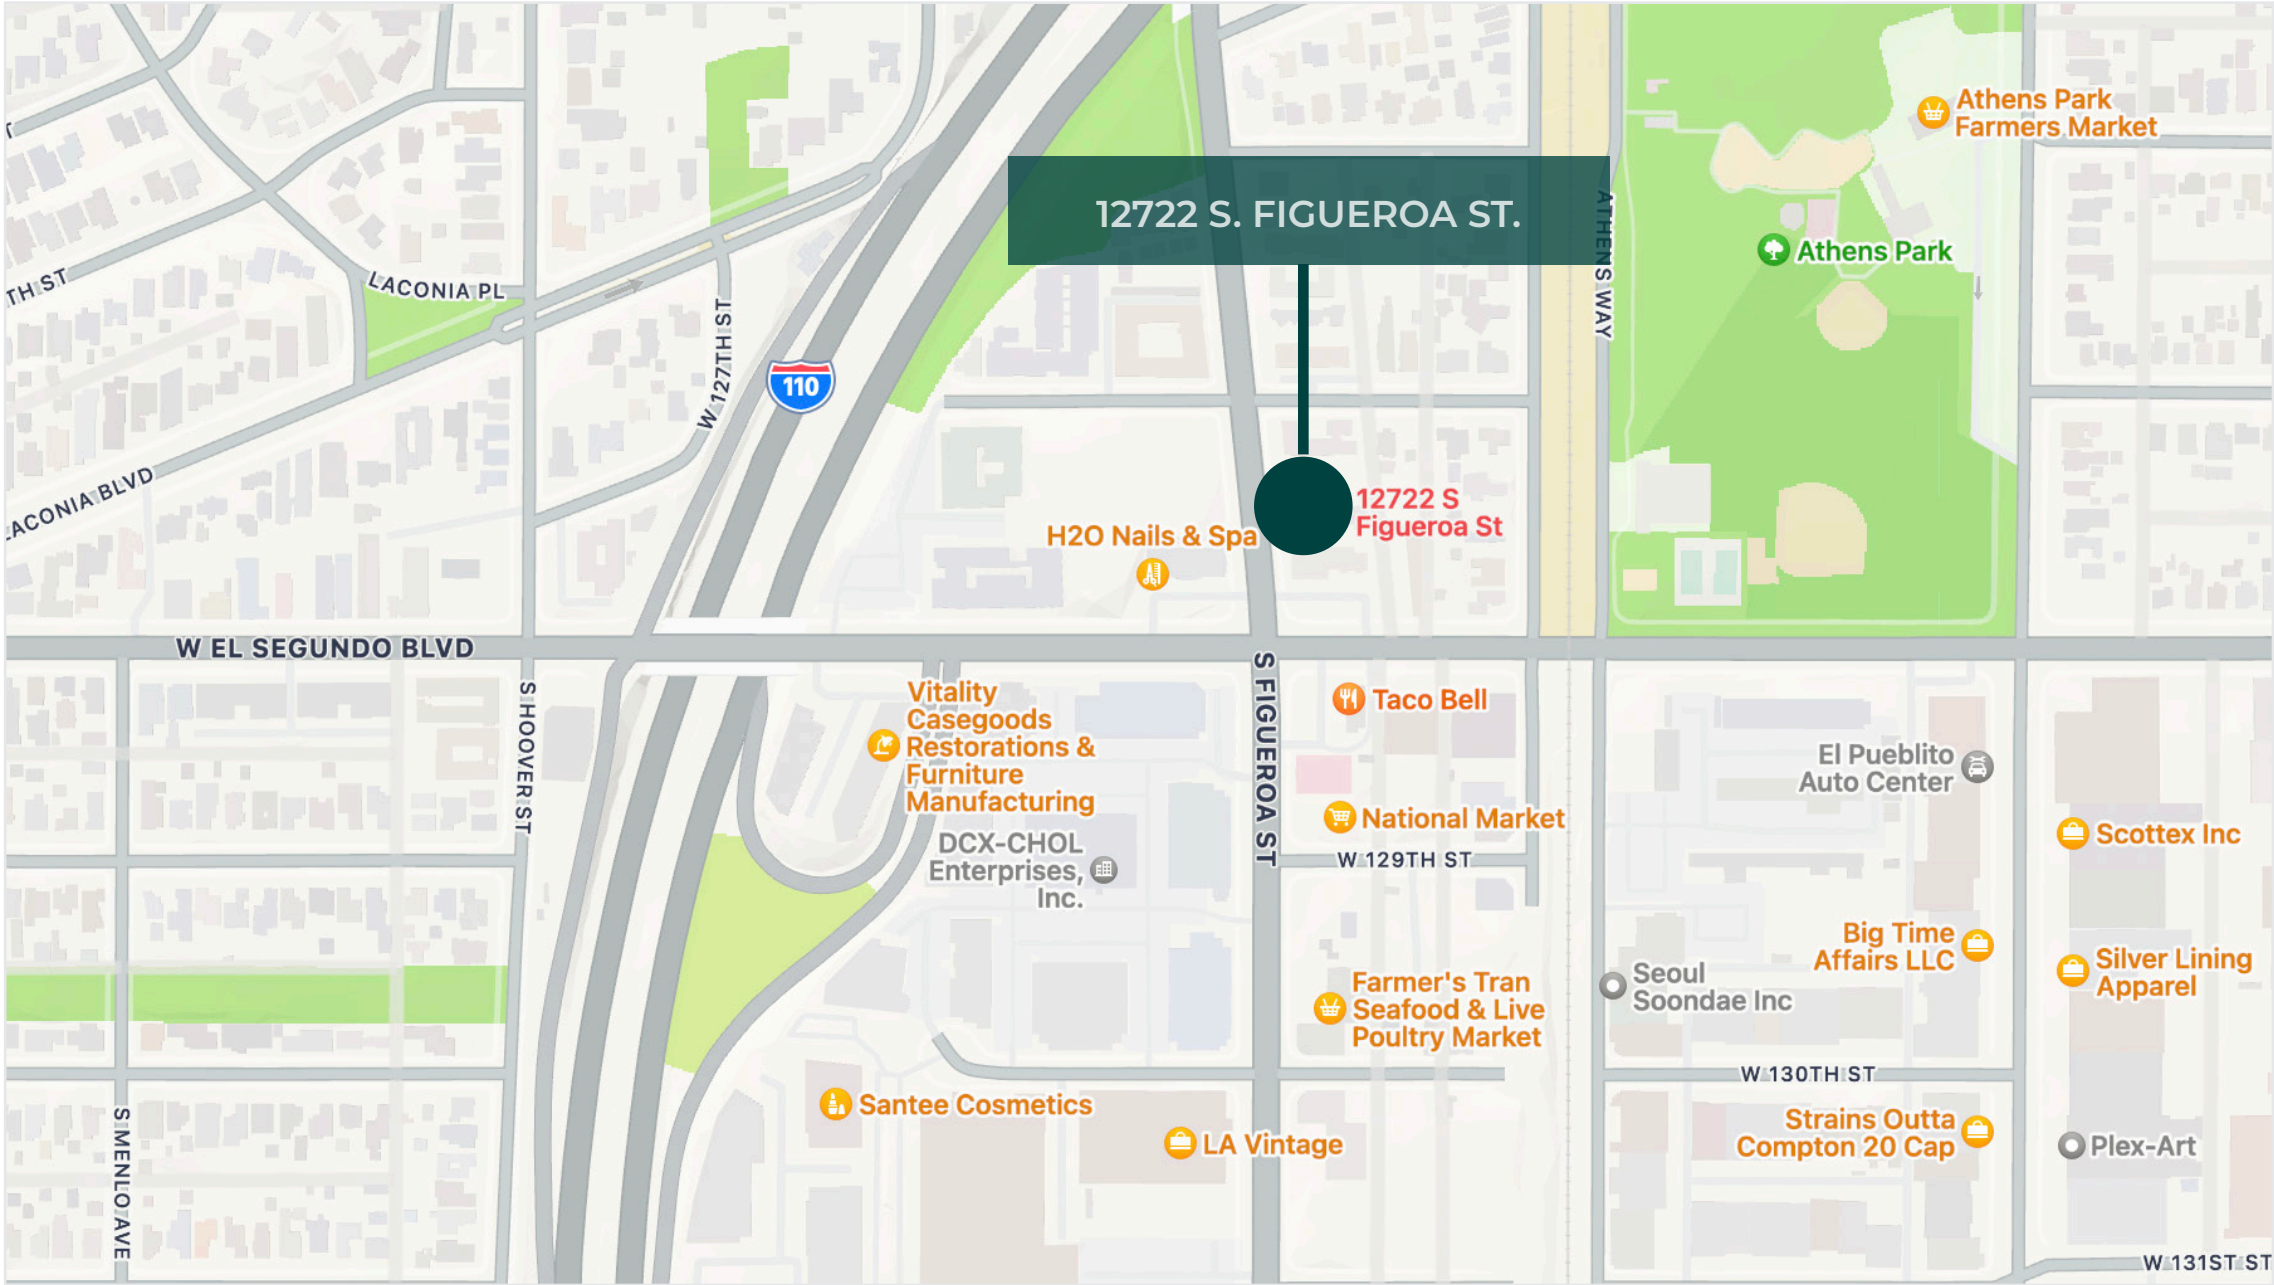 Athens Park
Farmers Market
12722 S. FIGUEROA ST.
ATHENS WAY
Athens Park
TH ST
LACONIA PL
W 127TH ST
110
LACONIA BLVD
12722 S
Figueroa St
H2O Nails & Spa
W EL SEGUNDO BLVD
S HOOVER ST
S FIGUEROA ST
Vitality
Casegoods
Restorations &
Furniture
Manufacturing
Taco Bell
El Pueblito
Auto Center
National Market
Scottex Inc
DCX-CHOL
Enterprises,
Inc.
W 129TH ST
Big Time
Affairs LLC
Silver Lining
Apparel
Seoul
Soondae Inc
Farmer's Tran
Seafood & Live
Poultry Market
W 130TH ST
S MENLO AVE
Santee Cosmetics
LA Vintage
Strains Outta
Compton 20 Cap
Plex-Art
W 131ST ST